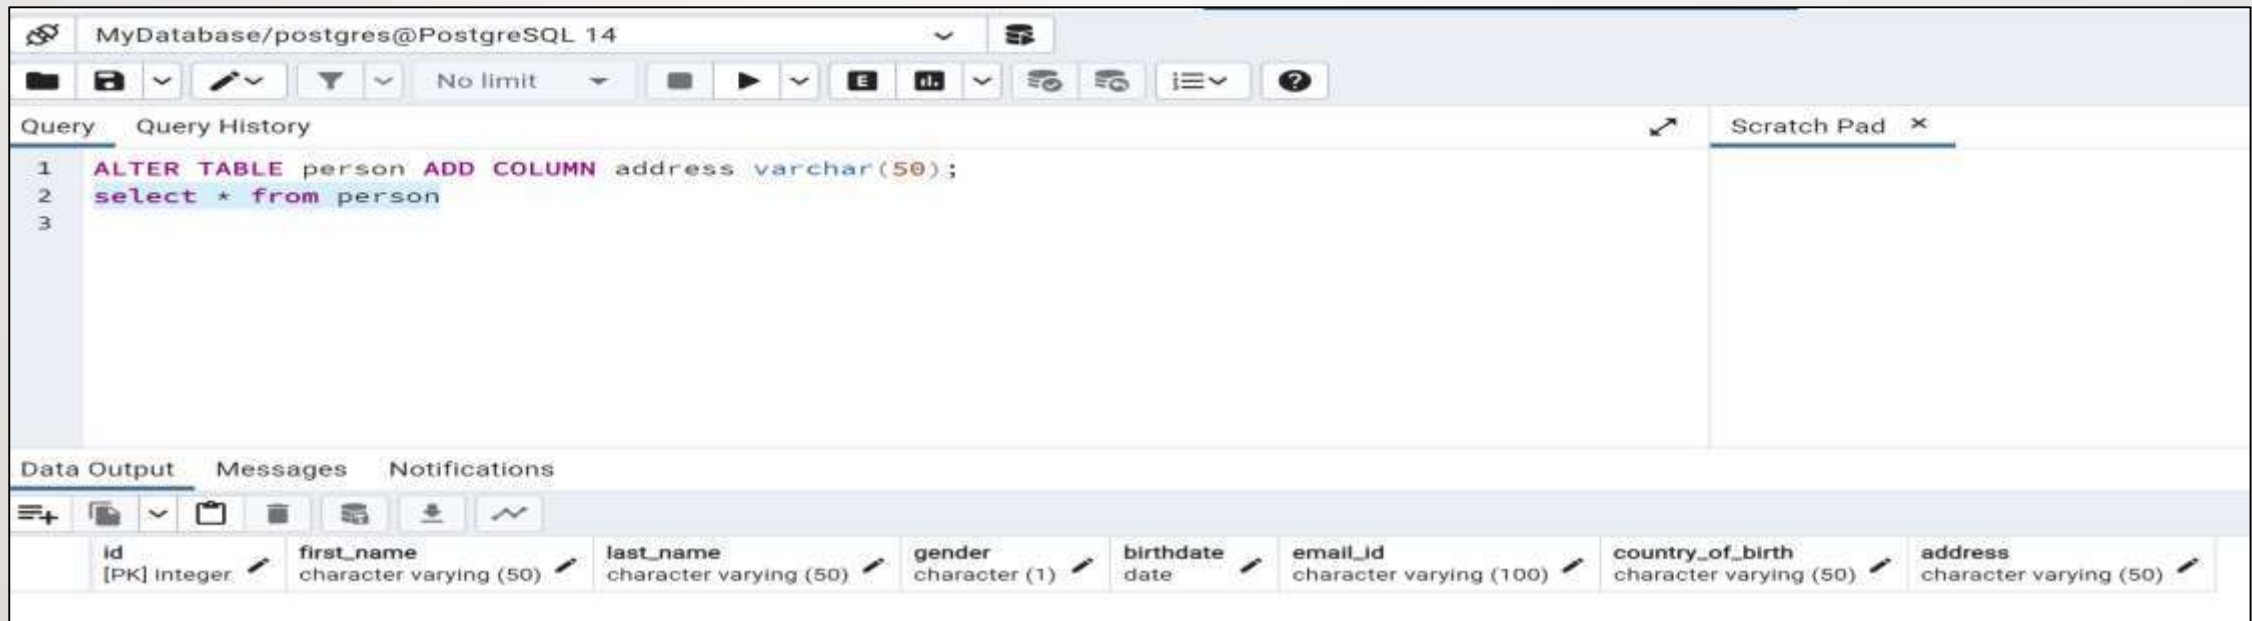 MyDatabase/postgres@PostgreSQL 14
No limit
E
Query Query History Scratch Pad ×
1 ALTER TABLE person ADD COLUMN address varchar(50);
2 select * from person
3
Data Output Messages Notifications
id first_name last_name gender birthdate email_id country_of_birth address
[PK] integer character varying (50) character varying (50) character (1) date character varying (100) character varying (50) character varying (50)